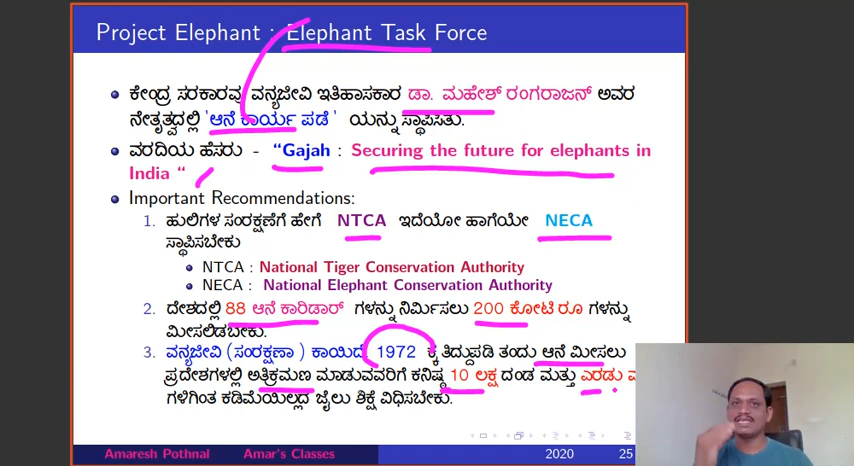 Project Elephant : Elephant Task Force
ಕೇಂದ್ರ ಸರಕಾರವು ವನ್ಯಜೀವಿ ಇತಿಹಾಸಕಾರ ಡಾ. ಮಹೇಶ್ ರಂಗರಾಜನ್ ಅವರ
ನೇತೃತ್ವದಲ್ಲಿ 'ಆನೆ ಕಾರ್ಯ ಪಡೆ' ಯನ್ನು ಸ್ಥಾಪಿಸಿತು.
ವರದಿಯ ಹೆಸರು - "Gajah : Securing the future for elephants in
India "
Important Recommendations:
1. ಹುಲಿಗಳ ಸಂರಕ್ಷಣೆಗೆ ಹೇಗೆ NTCA ಇದೆಯೋ ಹಾಗೆಯೇ NECA
ಸ್ಥಾಪಿಸಬೇಕು
NTCA : National Tiger Conservation Authority
NECA : National Elephant Conservation Authority
2. ದೇಶದಲ್ಲಿ 88 ಆನೆ ಕಾರಿಡಾರ್ ಗಳನ್ನು ನಿರ್ಮಿಸಲು 200 ಕೋಟಿ ರೂ ಗಳನ್ನು
ಮೀಸಲಿಡಬೇಕು.
3. ವನ್ಯಜೀವಿ (ಸಂರಕ್ಷಣಾ ) ಕಾಯಿದೆ 1972 ಕ್ಕೆ ತಿದ್ದುಪಡಿ ತಂದು ಆನೆ ಮೀಸಲು
ಪ್ರದೇಶಗಳಲ್ಲಿ ಅತಿಕ್ರಮಣ ಮಾಡುವವರಿಗೆ ಕನಿಷ್ಠ 10 ಲಕ್ಷ ದಂಡ ಮತ್ತು ಎರಡು
ಗಳಿಗಿಂತ ಕಡಿಮೆಯಿಲ್ಲದ ಜೈಲು ಶಿಕ್ಷೆ ವಿಧಿಸಬೇಕು.
Amaresh Pothnal Amar's Classes 2020 25